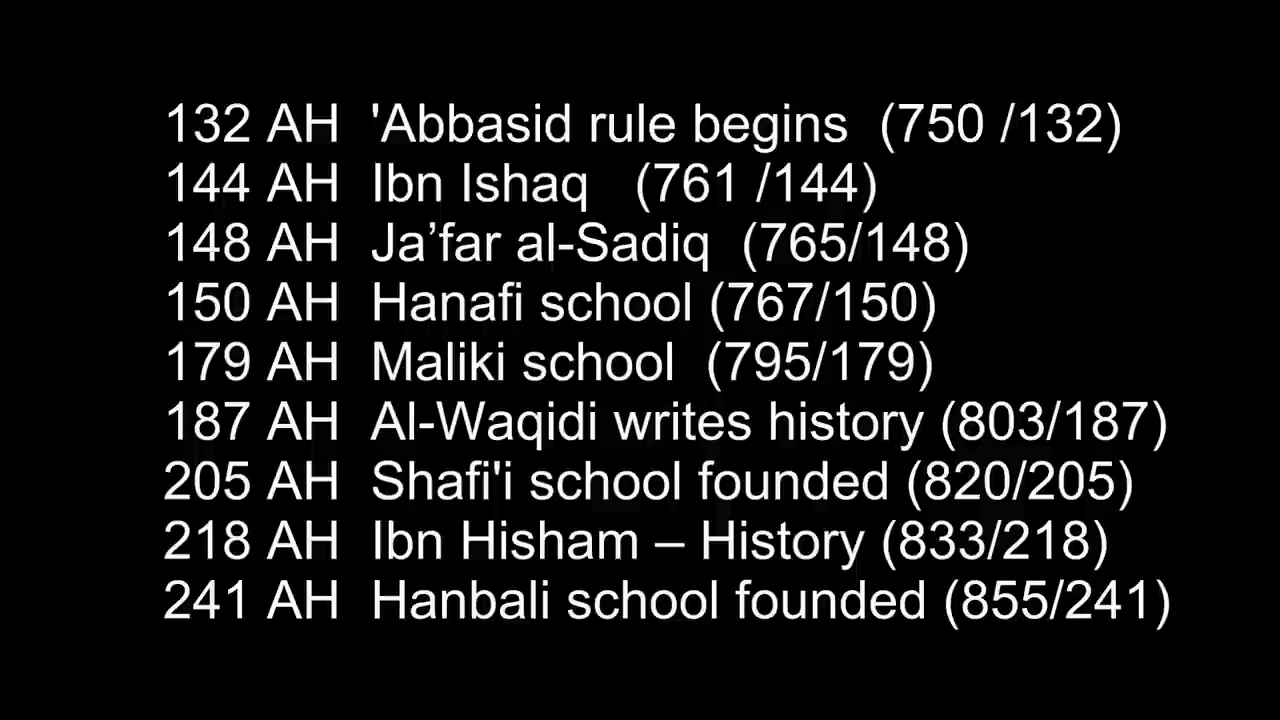 132 AH 'Abbasid rule begins (750 /132)
144 AH Ibn Ishaq (761 /144)
148 AH Ja’far al-Sadiq (765/148)
150 AH Hanafi school (767/150)
179 AH Maliki school (795/179)
187 AH Al-Waqidi writes history (803/187)
205 AH Shafi'i school founded (820/205)
218 AH Ibn Hisham – History (833/218)
241 AH Hanbali school founded (855/241)